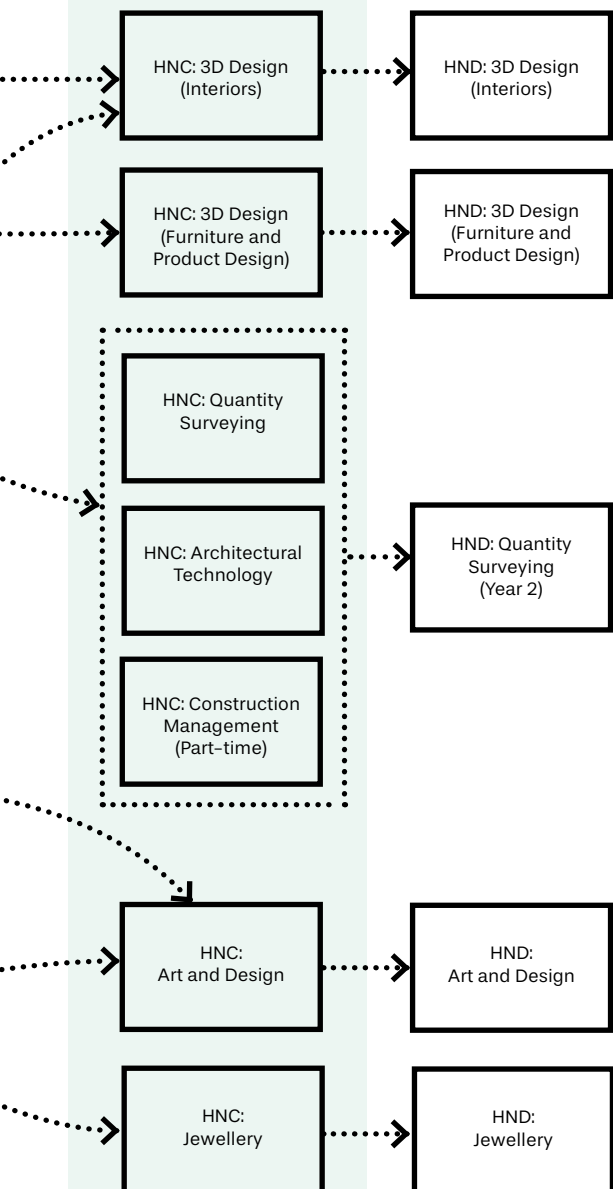 HNC: 3D Design
(Interiors)
HND: 3D Design
(Interiors)
HNC: 3D Design
(Furniture and
Product Design)
HND: 3D Design
(Furniture and
Product Design)
HNC: Quantity
Surveying
HNC: Architectural
Technology
HND: Quantity
Surveying
(Year 2)
HNC: Construction
Management
(Part-time)
HNC:
Art and Design
HND:
Art and Design
HNC:
Jewellery
HND:
Jewellery